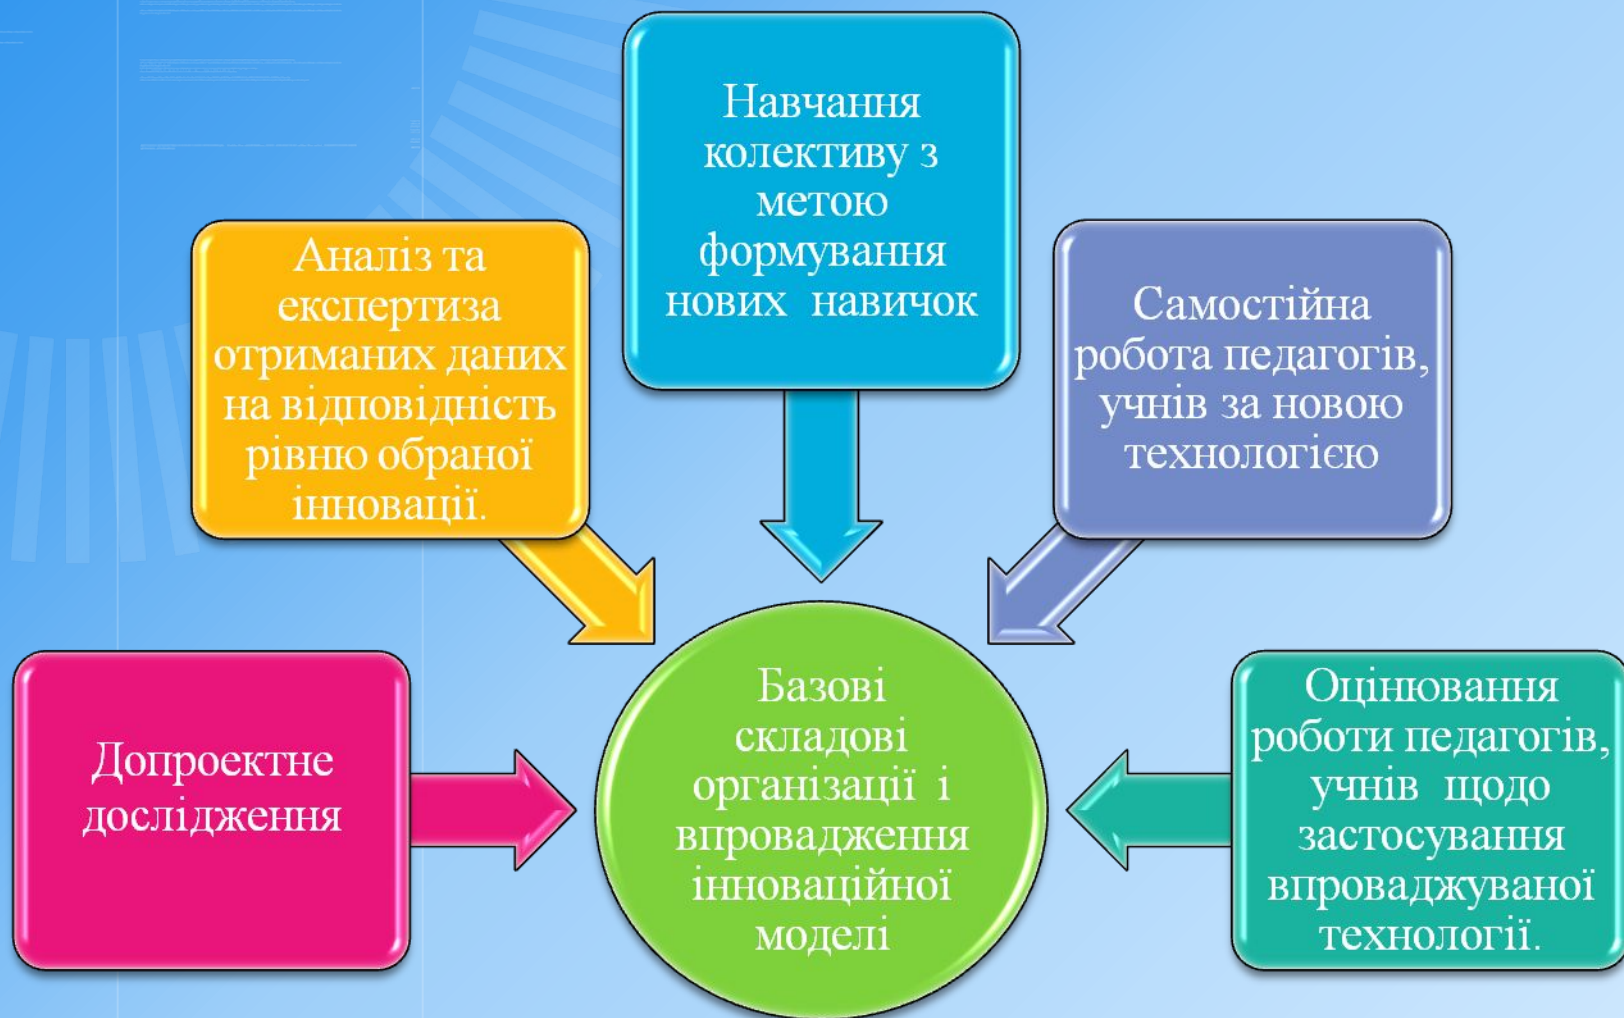 Навчання
колективу з
метою
формування
нових навичок
Аналіз та
експертиза
отриманих даних
на відповідність
рівню обраної
інновації.
Самостійна
робота педагогів,
учнів за новою
технологією
Допроектне
дослідження
Базові
складові
організації і
впровадження
інноваційної
моделі
Оцінювання
роботи педагогів,
учнів щодо
застосування
впроваджуваної
технології.